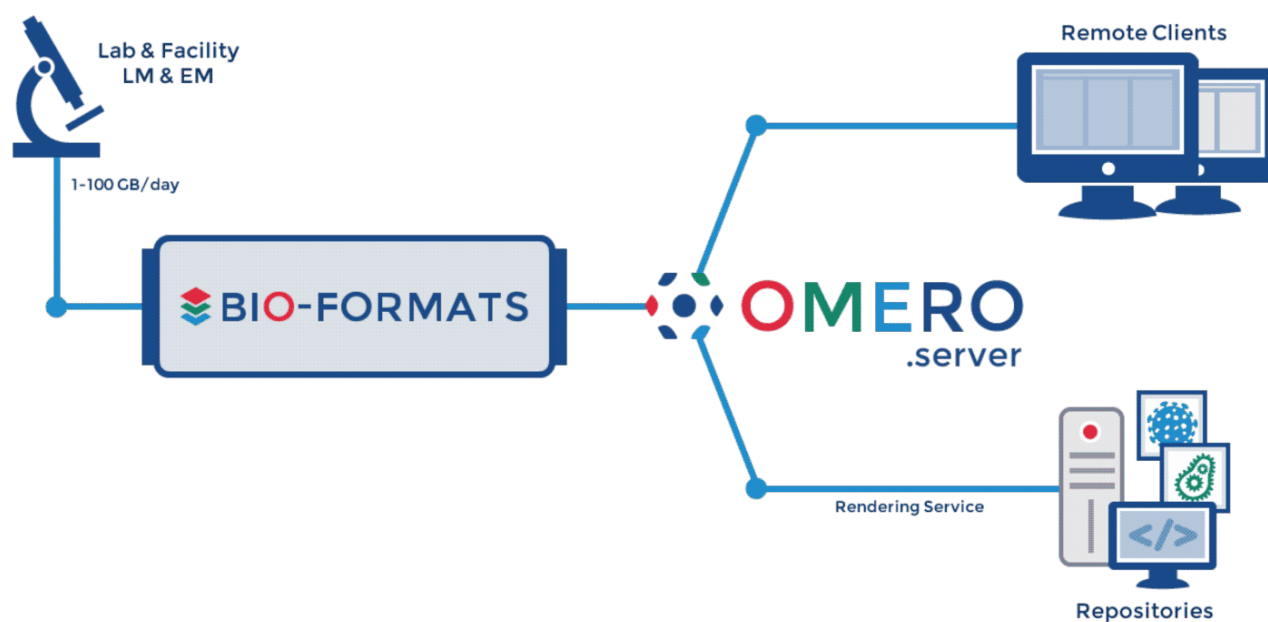 Lab & Facility
LM & EM
1-100 GB/day
BIO-FORMATS
OMERO
.server
Remote Clients
Rendering Service
</>
Repositories